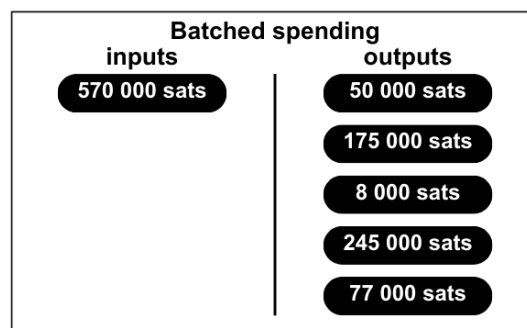 Batched spending
inputs
outputs
570 000 sats
50 000 sats
175 000 sats
8 000 sats
245 000 sats
77 000 sats